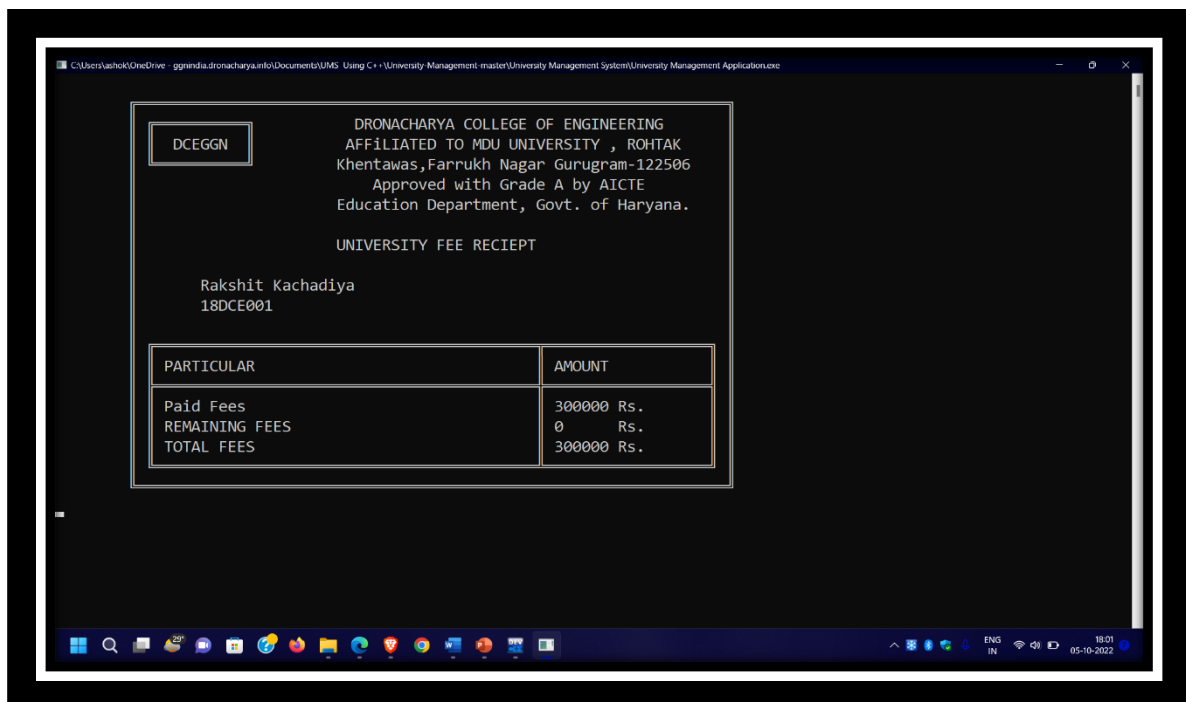 C:\Users\ashok\OneDrive - ggnindia.dronacharya.info\Documents\UMS Using C++\University-Management-master\University Management System\University Management Application.exe
DCEGGN
DRONACHARYA COLLEGE OF ENGINEERING
AFFiLIATED TO MDU UNIVERSITY , ROHTAK
Khentawas,Farrukh Nagar Gurugram-122506
Approved with Grade A by AICTE
Education Department, Govt. of Haryana.
UNIVERSITY FEE RECIEPT
Rakshit Kachadiya
18DCE001
PARTICULAR AMOUNT
Paid Fees 300000 Rs.
REMAINING FEES 0 Rs.
TOTAL FEES 300000 Rs.
29°
DEV
ENG
IN
18:01
05-10-2022